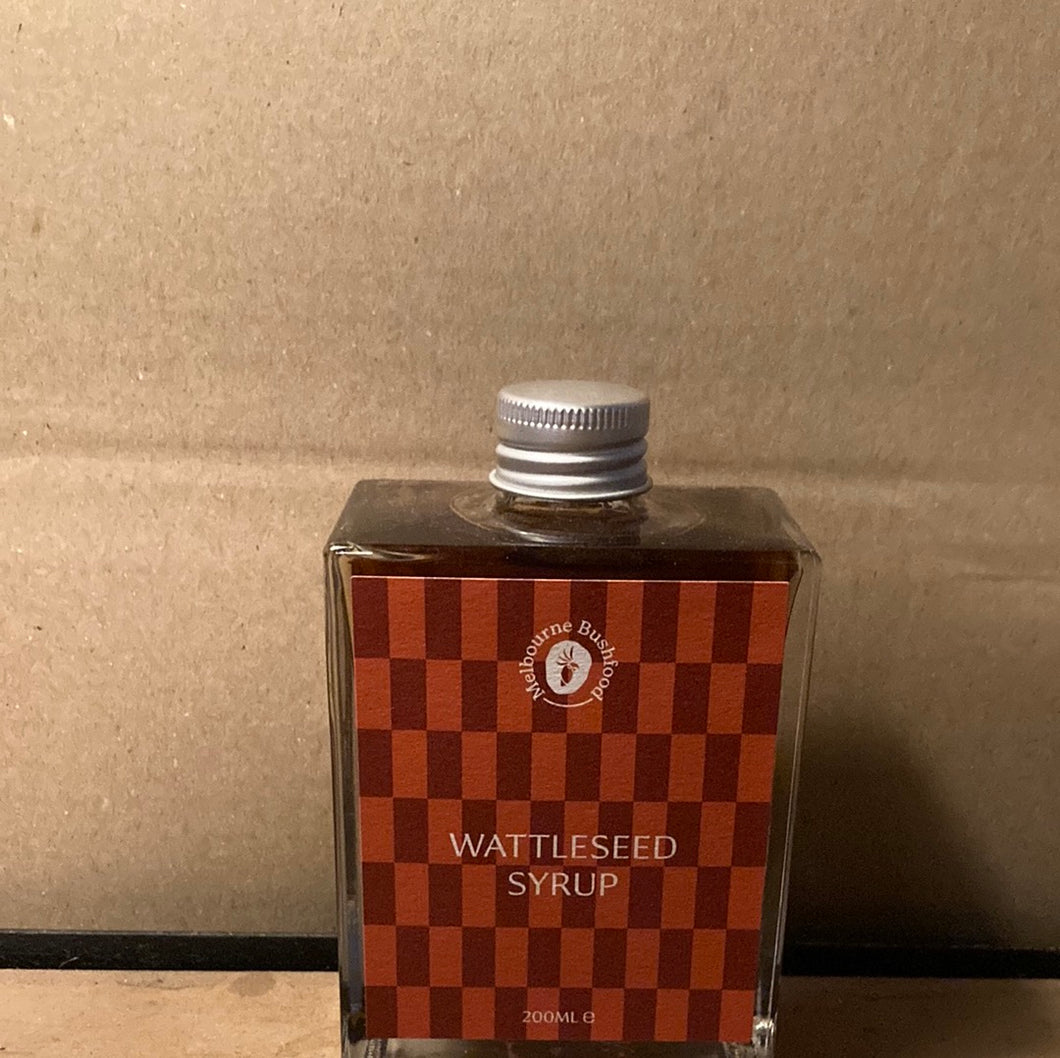 Melbourne Bushfood
WATTLESEED
SYRUP
200ML ℮